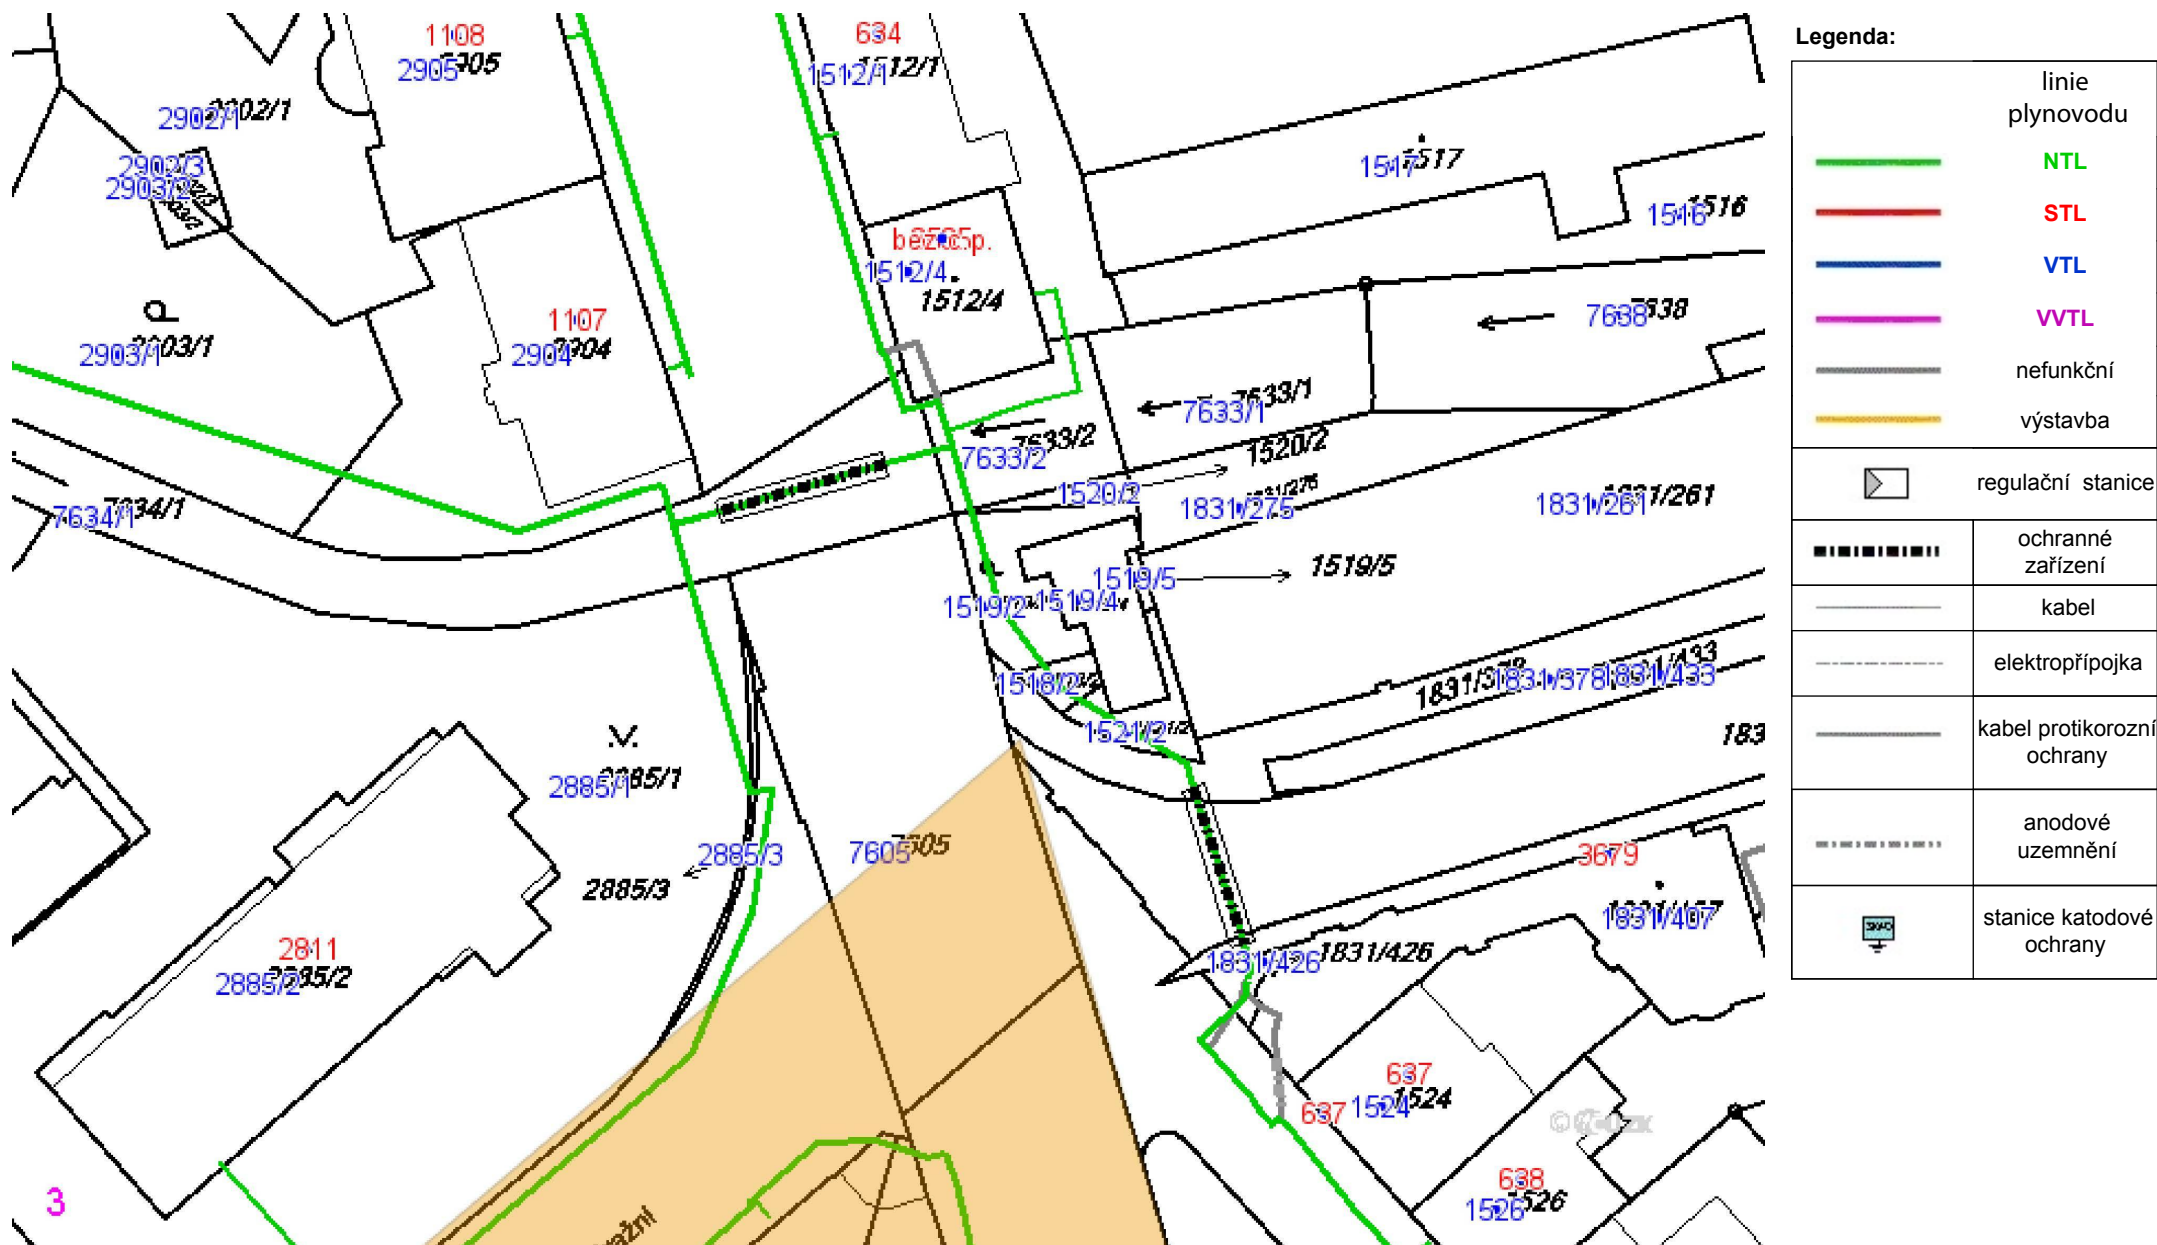 1108
2905
634
1512/1
2902/1
2902/3
2903/2
1517
1516
1512/4
1512/4
2903/1
1107
2904
7638
7633/1
7633/1
7633/2
7633/2
1520/2
1520/2
7634/1
1831/275
1831/261
1519/5
1519/5
1519/2
1519/4
1518/2
1831/378
1831/433
1521/2
183
.V.
2885/1
2885/3
2885/3
7605
3679
1831/407
1831/426
1831/426
2811
2885/2
637
1524
637
638
1526
3
Legenda:
linie
plynovodu
NTL
STL
VTL
VVTL
nefunkční
výstavba
regulační stanice
ochranné
zařízení
kabel
elektropřípojka
kabel protikorozní
ochrany
anodové
uzemnění
stanice katodové
ochrany